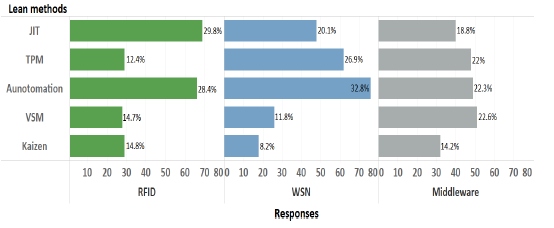 Lean methods
JIT 29.8% 20.1% 18.8%
TPM 12.4% 26.9% 22%
Aunotomation 28.4% 32.8% 22.3%
VSM 14.7% 11.8% 22.6%
Kaizen 14.8% 8.2% 14.2%
10 20 30 40 50 60 70 80 0 10 20 30 40 50 60 70 80 0 10 20 30 40 50 60 70 80
RFID WSN Middleware
Responses